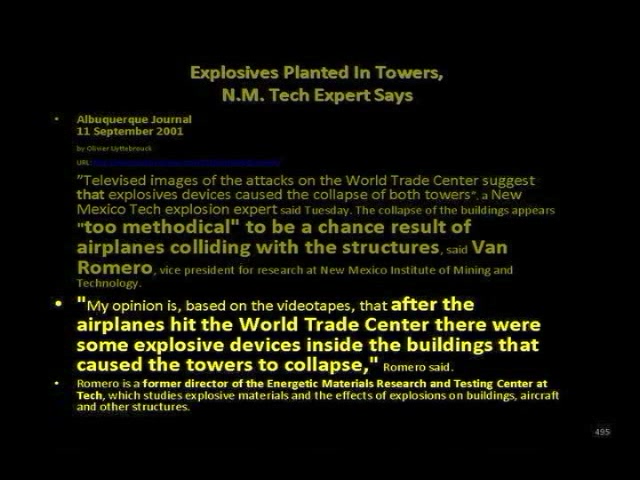 Explosives Planted In Towers,
N.M. Tech Expert Says
• Albuquerque Journal
11 September 2001
by Olivier Uyttebrouck
URL:
"Televised images of the attacks on the World Trade Center suggest
that explosives devices caused the collapse of both towers", a New
Mexico Tech explosion expert said Tuesday. The collapse of the buildings appears
"too methodical" to be a chance result of
airplanes colliding with the structures, said Van
Romero, vice president for research at New Mexico Institute of Mining and
Technology.
• "My opinion is, based on the videotapes, that after the
airplanes hit the World Trade Center there were
some explosive devices inside the buildings that
caused the towers to collapse," Romero said.
• Romero is a former director of the Energetic Materials Research and Testing Center at
Tech, which studies explosive materials and the effects of explosions on buildings, aircraft
and other structures.
495